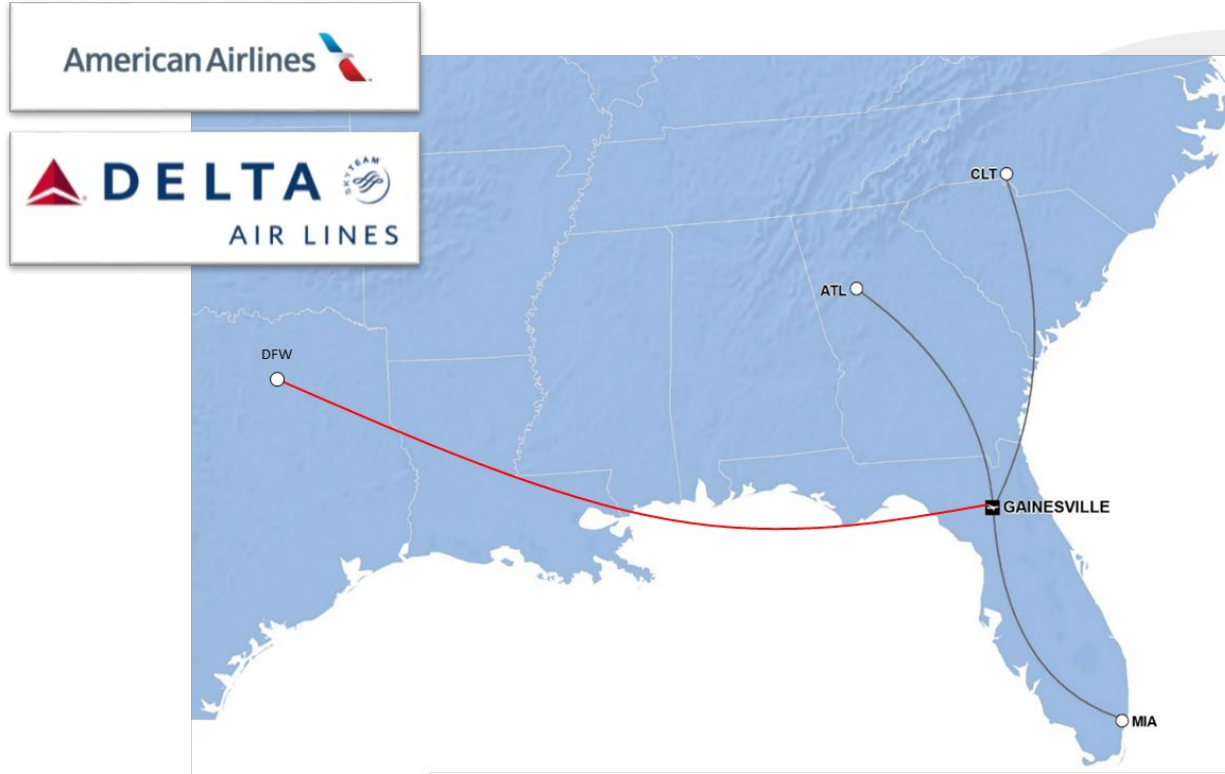 American Airlines
DELTA
SKYTEAM
AIR LINES
CLT
ATL
DFW
GAINESVILLE
MIA